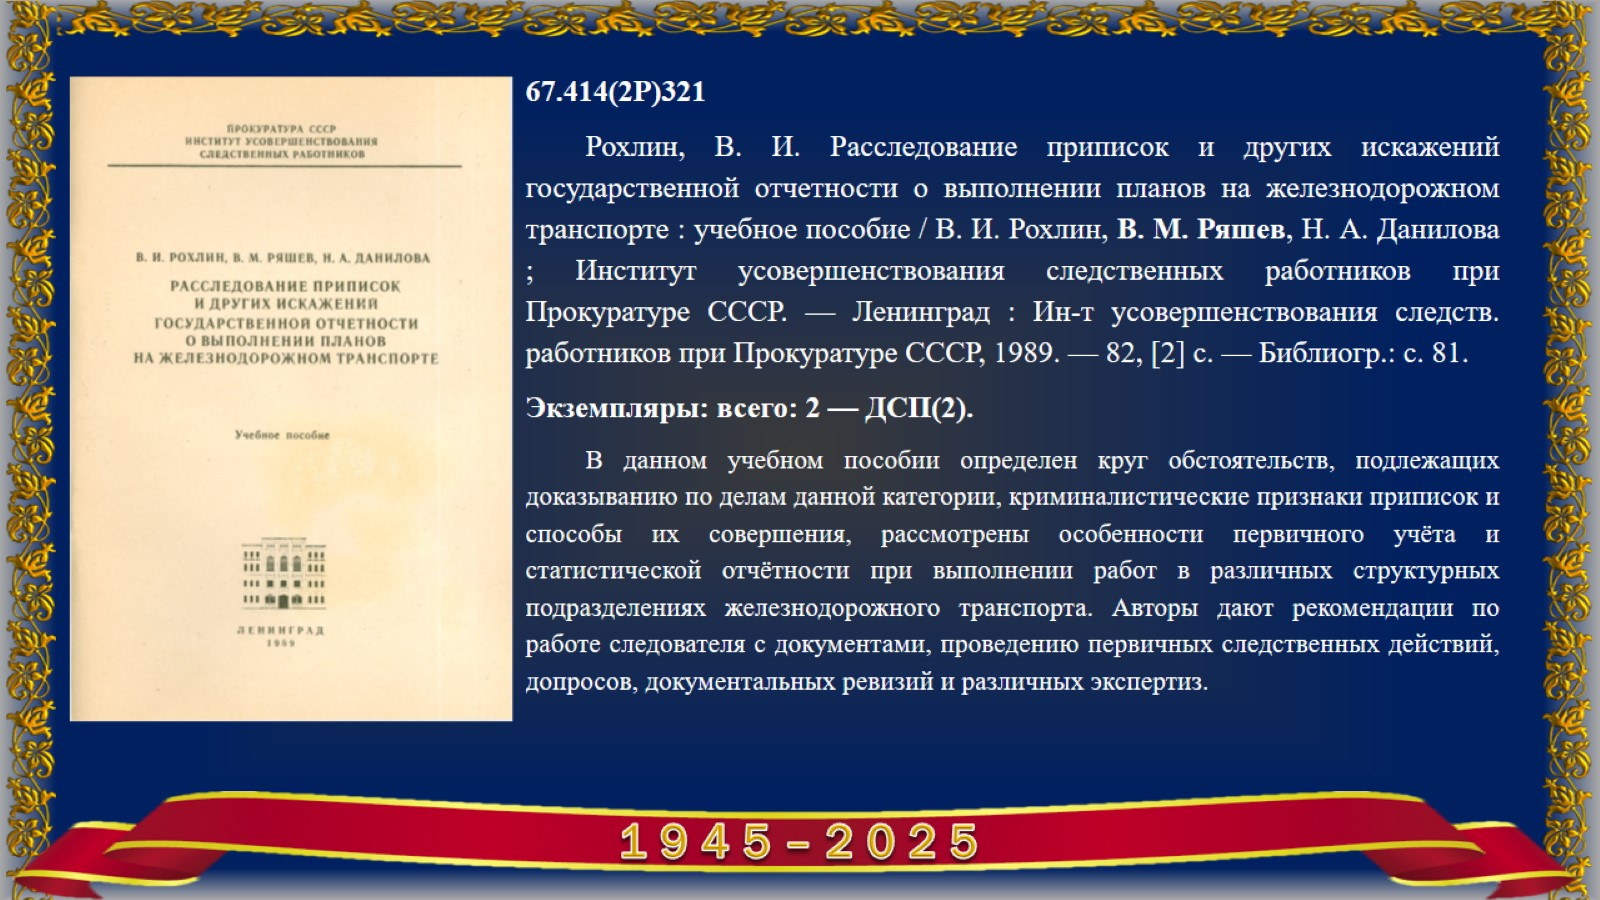 ПРОКУРАТУРА СССР
ИНСТИТУТ УСОВЕРШЕНСТВОВАНИЯ
СЛЕДСТВЕННЫХ РАБОТНИКОВ
В. И. РОХЛИН, В. М. РЯШЕВ, Н. А. ДАНИЛОВА
РАССЛЕДОВАНИЕ ПРИПИСОК
И ДРУГИХ ИСКАЖЕНИЙ
ГОСУДАРСТВЕННОЙ ОТЧЕТНОСТИ
О ВЫПОЛНЕНИИ ПЛАНОВ
НА ЖЕЛЕЗНОДОРОЖНОМ ТРАНСПОРТЕ
Учебное пособие
ЛЕНИНГРАД
1989
67.414(2Р)321
Рохлин, В. И. Расследование приписок и других искажений
государственной отчетности о выполнении планов на железнодорожном
транспорте : учебное пособие / В. И. Рохлин, В. М. Ряшев, Н. А. Данилова
; Институт усовершенствования следственных работников при
Прокуратуре СССР. — Ленинград : Ин-т усовершенствования следств.
работников при Прокуратуре СССР, 1989. — 82, [2] с. — Библиогр.: с. 81.
Экземпляры: всего: 2 — ДСП(2).
В данном учебном пособии определен круг обстоятельств, подлежащих
доказыванию по делам данной категории, криминалистические признаки приписок и
способы их совершения, рассмотрены особенности первичного учёта и
статистической отчётности при выполнении работ в различных структурных
подразделениях железнодорожного транспорта. Авторы дают рекомендации по
работе следователя с документами, проведению первичных следственных действий,
допросов, документальных ревизий и различных экспертиз.
1945–2025